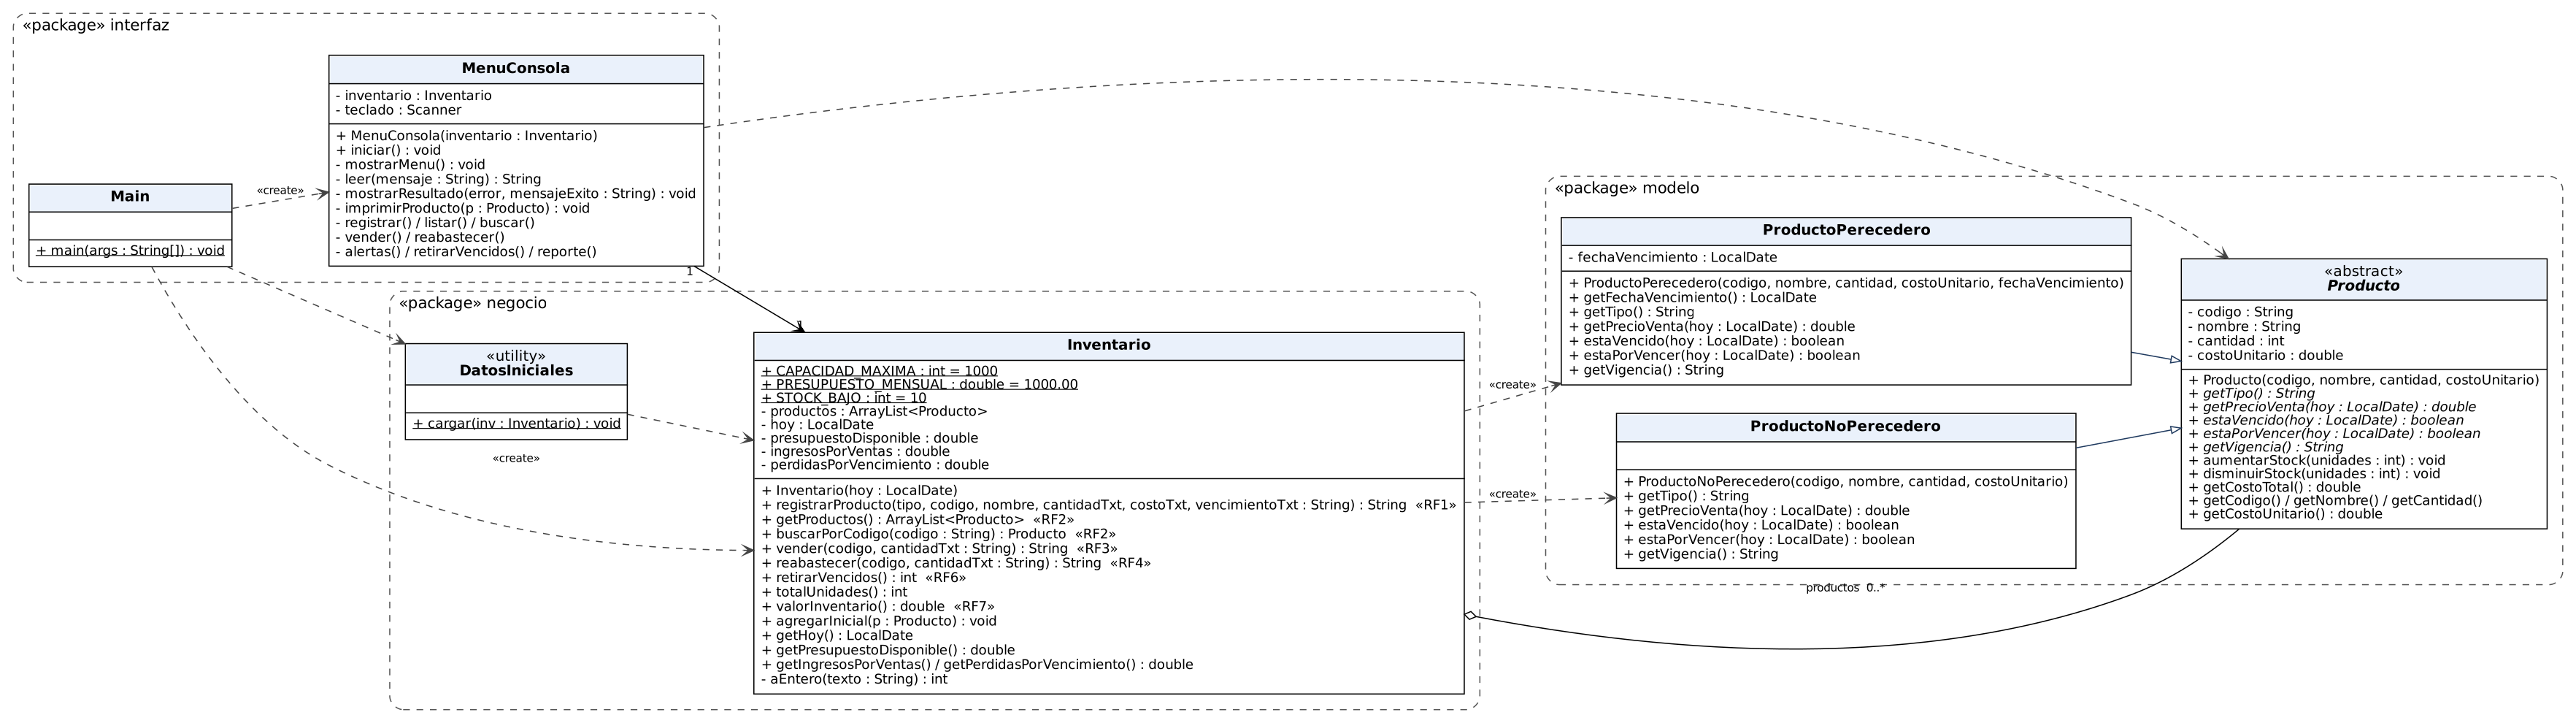 «package» interfaz
MenuConsola
- inventario : Inventario
- teclado : Scanner
+ MenuConsola(inventario : Inventario)
+ iniciar() : void
- mostrarMenu() : void
- leer(mensaje : String) : String
- mostrarResultado(error, mensajeExito : String) : void
- imprimirProducto(p : Producto) : void
- registrar() / listar() / buscar()
- vender() / reabastecer()
- alertas() / retirarVencidos() / reporte()
Main
+ main(args : String[]) : void
«create»
1
1
«package» negocio
«utility»
DatosIniciales
+ cargar(inv : Inventario) : void
«create»
Inventario
+ CAPACIDAD_MAXIMA : int = 1000
+ PRESUPUESTO_MENSUAL : double = 1000.00
+ STOCK_BAJO : int = 10
- productos : ArrayList<Producto>
- hoy : LocalDate
- presupuestoDisponible : double
- ingresosPorVentas : double
- perdidasPorVencimiento : double
+ Inventario(hoy : LocalDate)
+ registrarProducto(tipo, codigo, nombre, cantidadTxt, costoTxt, vencimientoTxt : String) : String «RF1»
+ getProductos() : ArrayList<Producto> «RF2»
+ buscarPorCodigo(codigo : String) : Producto «RF2»
+ vender(codigo, cantidadTxt : String) : String «RF3»
+ reabastecer(codigo, cantidadTxt : String) : String «RF4»
+ retirarVencidos() : int «RF6»
+ totalUnidades() : int
+ valorInventario() : double «RF7»
+ agregarInicial(p : Producto) : void
+ getHoy() : LocalDate
+ getPresupuestoDisponible() : double
+ getIngresosPorVentas() / getPerdidasPorVencimiento() : double
- aEntero(texto : String) : int
«create»
«create»
«package» modelo
ProductoPerecedero
- fechaVencimiento : LocalDate
+ ProductoPerecedero(codigo, nombre, cantidad, costoUnitario, fechaVencimiento)
+ getFechaVencimiento() : LocalDate
+ getTipo() : String
+ getPrecioVenta(hoy : LocalDate) : double
+ estaVencido(hoy : LocalDate) : boolean
+ estaPorVencer(hoy : LocalDate) : boolean
+ getVigencia() : String
ProductoNoPerecedero
+ ProductoNoPerecedero(codigo, nombre, cantidad, costoUnitario)
+ getTipo() : String
+ getPrecioVenta(hoy : LocalDate) : double
+ estaVencido(hoy : LocalDate) : boolean
+ estaPorVencer(hoy : LocalDate) : boolean
+ getVigencia() : String
«abstract»
Producto
- codigo : String
- nombre : String
- cantidad : int
- costoUnitario : double
+ Producto(codigo, nombre, cantidad, costoUnitario)
+ getTipo() : String
+ getPrecioVenta(hoy : LocalDate) : double
+ estaVencido(hoy : LocalDate) : boolean
+ estaPorVencer(hoy : LocalDate) : boolean
+ getVigencia() : String
+ aumentarStock(unidades : int) : void
+ disminuirStock(unidades : int) : void
+ getCostoTotal() : double
+ getCodigo() / getNombre() / getCantidad()
+ getCostoUnitario() : double
productos 0..*